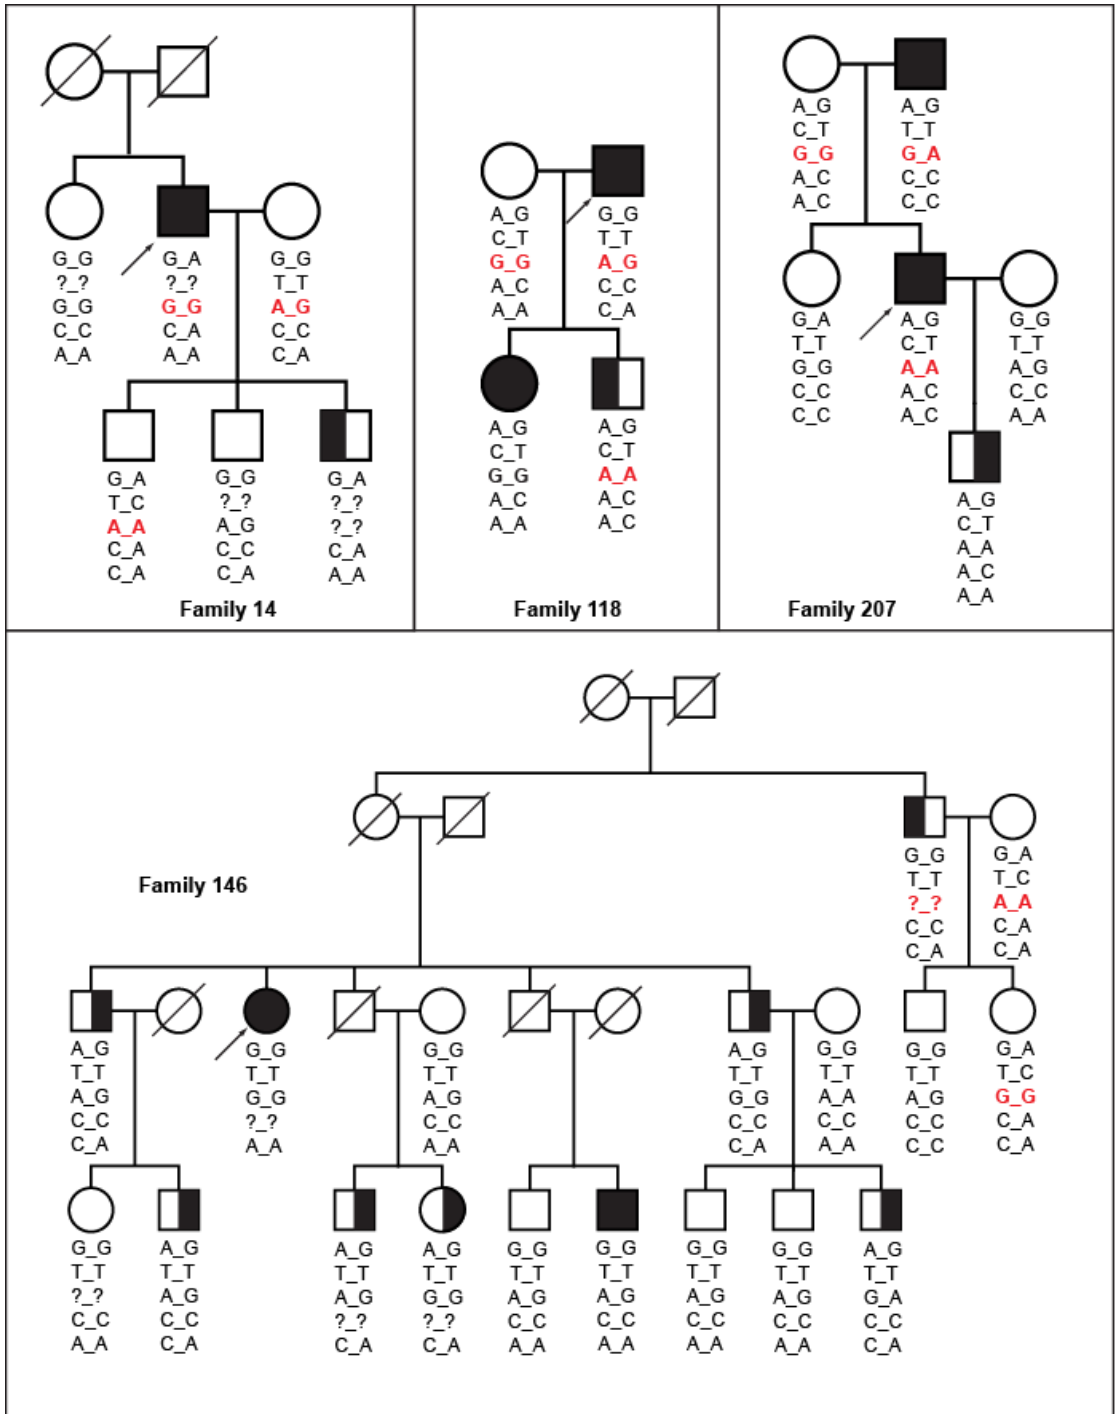 G_G
?_?
G_G
C_C
A_A
G_A
?_?
G_G
C_A
A_A
G_G
T_T
A_G
C_C
C_A
G_A
T_C
A_A
C_A
C_A
G_G
?_?
A_G
C_C
C_A
G_A
?_?
?_?
C_A
A_A
Family 14
A_G
C_T
G_G
A_C
A_A
G_G
T_T
A_G
C_C
C_A
A_G
C_T
G_G
A_C
A_A
A_G
C_T
A_A
A_C
A_C
Family 118
A_G
C_T
G_G
A_C
A_C
A_G
T_T
G_A
C_C
C_C
G_A
T_T
G_G
C_C
C_C
A_G
C_T
A_A
A_C
A_C
G_G
T_T
A_G
C_C
A_A
A_G
C_T
A_A
A_C
A_A
Family 207
Family 146
G_G
T_T
?_?
C_C
C_A
G_A
T_C
A_A
C_A
C_A
A_G
T_T
A_G
C_C
C_A
G_G
T_T
G_G
?_?
A_A
G_G
T_T
A_G
C_C
A_A
A_G
T_T
G_G
C_C
C_A
G_G
T_T
A_A
C_C
A_A
G_G
T_T
A_G
C_C
C_C
G_A
T_C
G_G
C_A
C_A
G_G
T_T
?_?
C_C
A_A
A_G
T_T
A_G
C_C
C_A
A_G
T_T
A_G
?_?
C_A
A_G
T_T
G_G
?_?
C_A
G_G
T_T
A_G
C_C
A_A
G_G
T_T
A_G
C_C
A_A
G_G
T_T
A_G
C_C
A_A
G_G
T_T
A_G
C_C
A_A
A_G
T_T
G_A
C_C
C_A